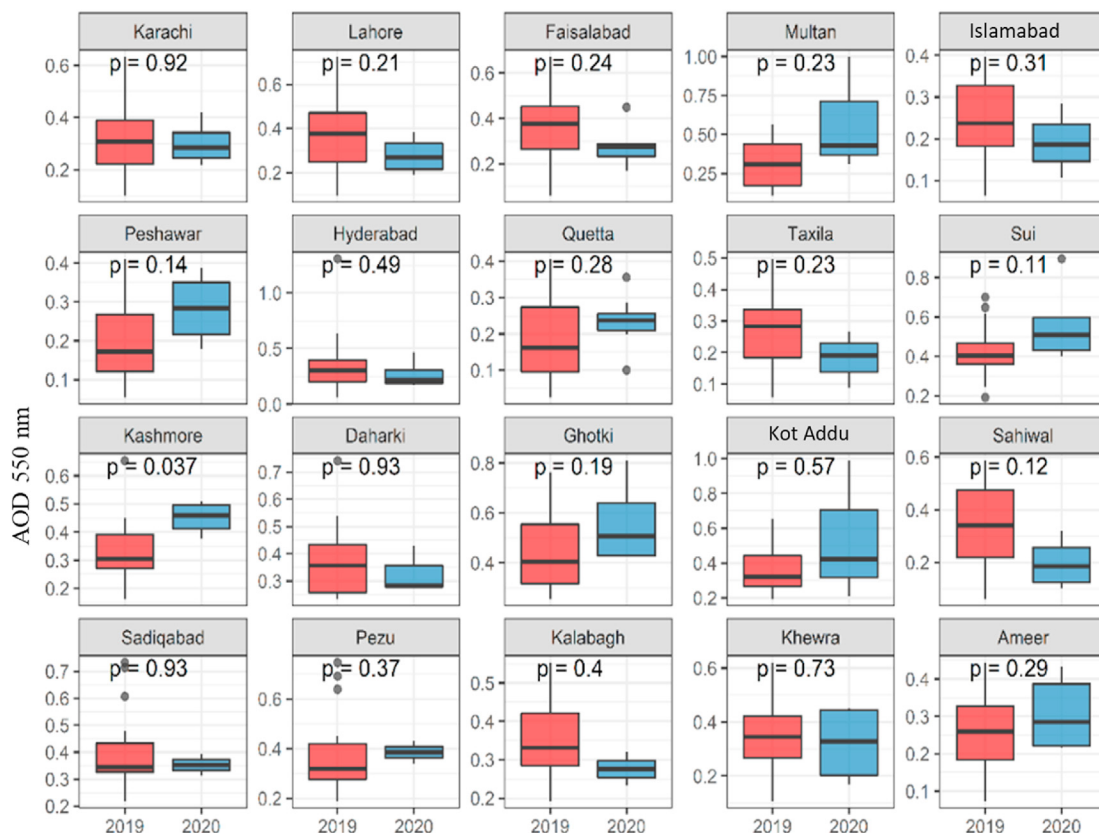 Karachi Lahore Faisalabad Multan Islamabad
p = 0.92 p = 0.21 p = 0.24 p = 0.23 p = 0.31
0.6 0.6 0.6 1.00 0.4
0.4 0.4 0.4 0.75 0.3
0.2 0.2 0.2 0.50 0.2
0.25 0.1
Peshawar Hyderabad Quetta Taxila Sui
p = 0.14 p = 0.49 p = 0.28 p = 0.23 p = 0.11
0.4 1.0 0.4 0.5 0.8
0.3 0.5 0.3 0.4 0.6
0.2 0.0 0.2 0.3 0.4
0.1 0.1 0.2 0.2
0.1
Kashmore Daharki Ghotki Kot Addu Sahiwal
p = 0.037 p = 0.93 p = 0.19 p = 0.57 p = 0.12
0.6 0.7 0.8 1.0 0.6
0.5 0.6 0.6 0.8 0.4
0.4 0.5 0.4 0.6 0.2
0.3 0.4 0.4
0.2 0.3 0.2
Sadiqabad Pezu Kalabagh Khewra Ameer
p = 0.93 p = 0.37 p = 0.4 p = 0.73 p = 0.29
0.7 0.6 0.5 0.6 0.4
0.6 0.4 0.4 0.4 0.3
0.5 0.2 0.3 0.2 0.2
0.4 0.2 0.1
0.3
0.2
2019 2020 2019 2020 2019 2020 2019 2020 2019 2020
AOD 550 nm